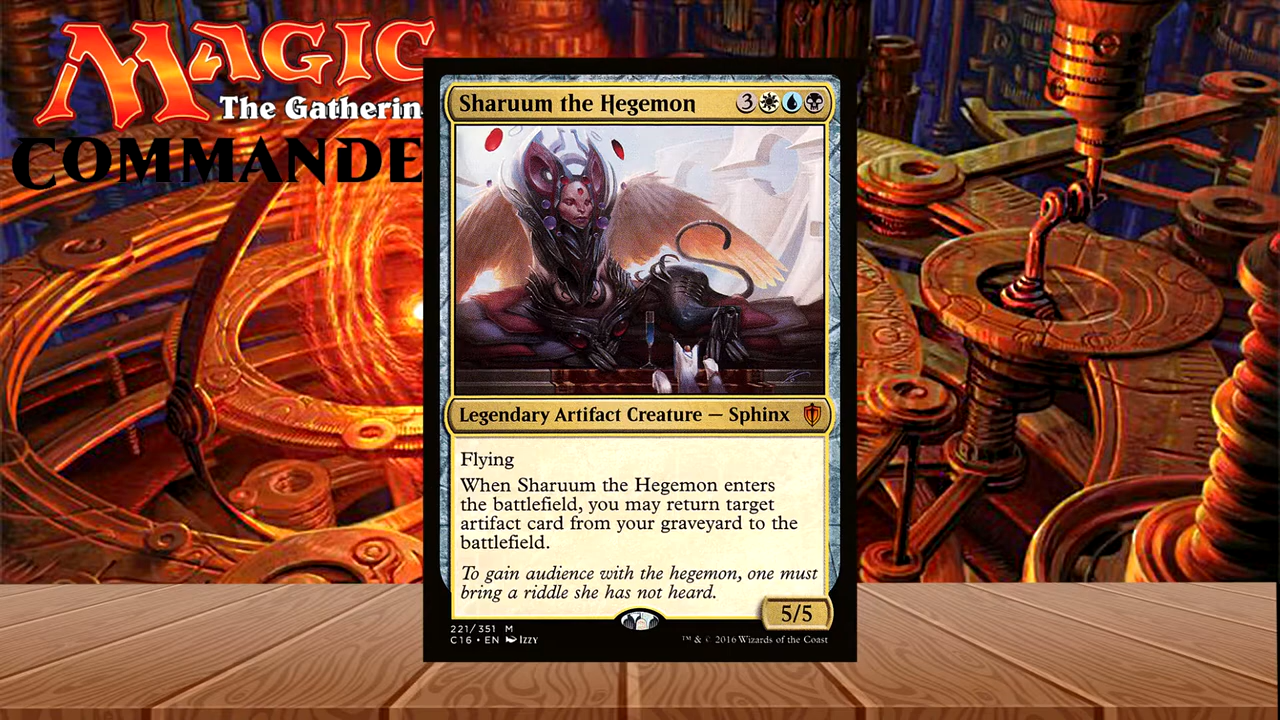 MAGIC
The Gatherin
COMMANDE
Sharuum the Hegemon 3
Legendary Artifact Creature — Sphinx
Flying
When Sharuum the Hegemon enters
the battlefield, you may return target
artifact card from your graveyard to the
battlefield.
To gain audience with the hegemon, one must
bring a riddle she has not heard.
5/5
221/351 M
C16 • EN Izzy
™ & © 2016 Wizards of the Coast